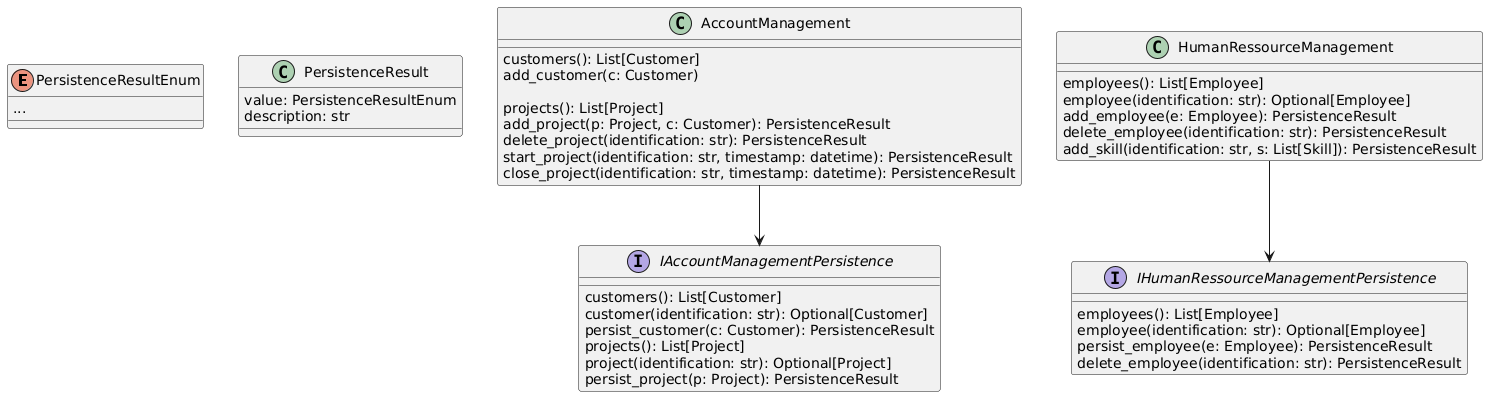 E PersistenceResultEnum
...
C PersistenceResult
value: PersistenceResultEnum
description: str
C AccountManagement
customers(): List[Customer]
add_customer(c: Customer)
projects(): List[Project]
add_project(p: Project, c: Customer): PersistenceResult
delete_project(identification: str): PersistenceResult
start_project(identification: str, timestamp: datetime): PersistenceResult
close_project(identification: str, timestamp: datetime): PersistenceResult
C HumanRessourceManagement
employees(): List[Employee]
employee(identification: str): Optional[Employee]
add_employee(e: Employee): PersistenceResult
delete_employee(identification: str): PersistenceResult
add_skill(identification: str, s: List[Skill]): PersistenceResult
I IAccountManagementPersistence
customers(): List[Customer]
customer(identification: str): Optional[Customer]
persist_customer(c: Customer): PersistenceResult
projects(): List[Project]
project(identification: str): Optional[Project]
persist_project(p: Project): PersistenceResult
I IHumanRessourceManagementPersistence
employees(): List[Employee]
employee(identification: str): Optional[Employee]
persist_employee(e: Employee): PersistenceResult
delete_employee(identification: str): PersistenceResult